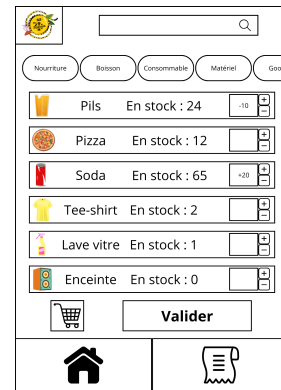 Nourriture Boisson Consommable Matériel Goo
Pils En stock : 24 -10 + −
Pizza En stock : 12 + −
Soda En stock : 65 +20 + −
Tee-shirt En stock : 2 + −
Lave vitre En stock : 1 + −
Enceinte En stock : 0 + −
Valider